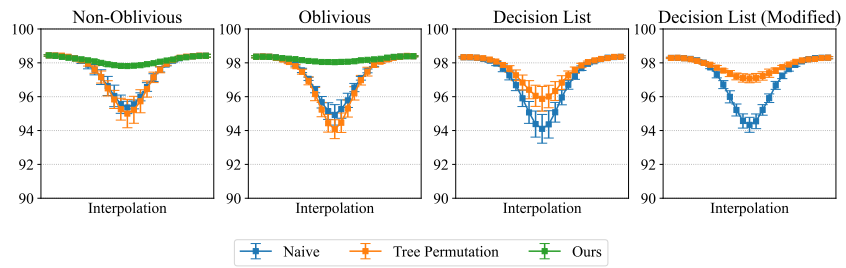 Non-Oblivious
Oblivious
Decision List
Decision List (Modified)
100
98
96
94
92
90
100
98
96
94
92
90
100
98
96
94
92
90
100
98
96
94
92
90
Interpolation
Interpolation
Interpolation
Interpolation
Naive
Tree Permutation
Ours